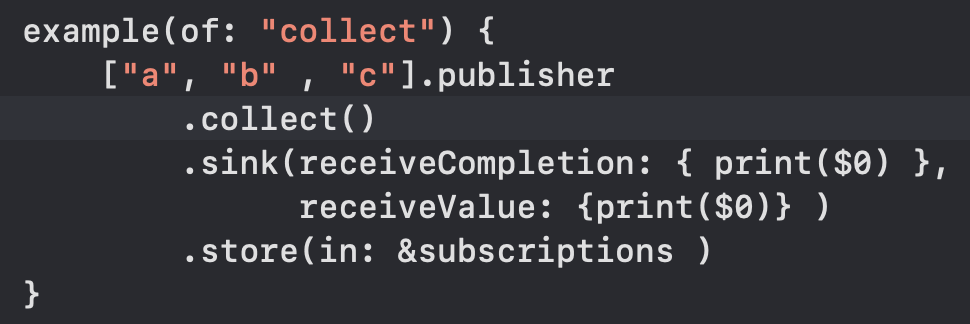 example(of: "collect") {
    ["a", "b" , "c"].publisher
        .collect()
        .sink(receiveCompletion: { print($0) },
              receiveValue: {print($0)} )
        .store(in: &subscriptions )
}